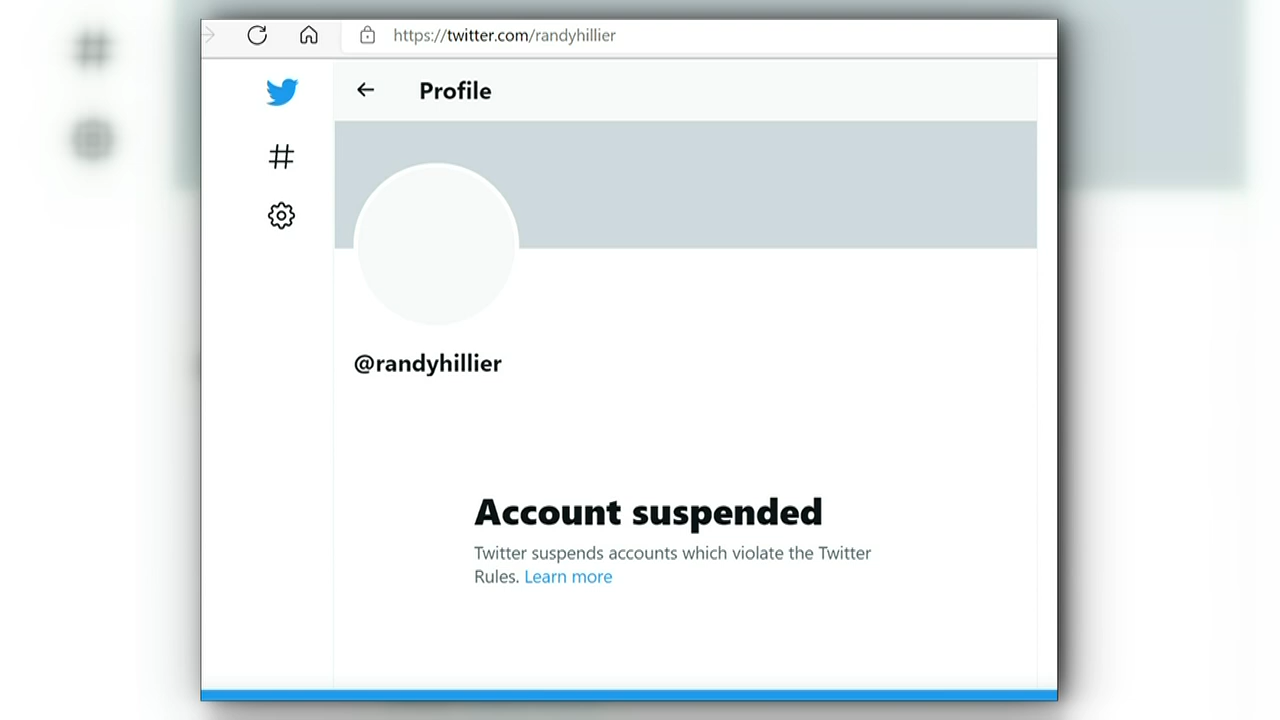 https://twitter.com/randyhillier
Profile
@randyhillier
Account suspended
Twitter suspends accounts which violate the Twitter
Rules. Learn more